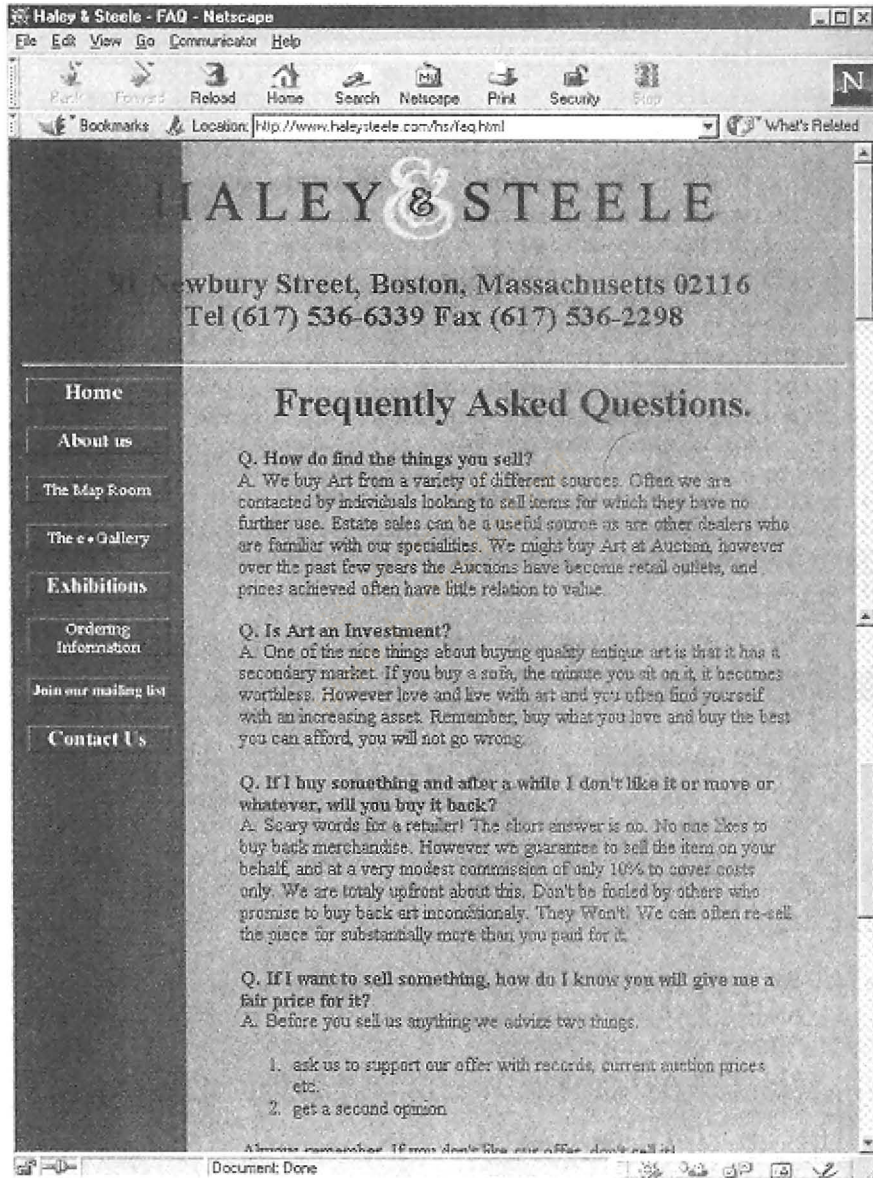 Haley & Steele - FAQ - Netscape
File Edit View Go Communicator Help
Back Forward Reload Home Search Netscape Print Security Stop
Bookmarks Location: http://www.haleysteele.com/hs/faq.html What's Related
HALEY & STEELE
Newbury Street, Boston, Massachusetts 02116
Tel (617) 536-6339 Fax (617) 536-2298
Home
About us
The Map Room
The e•Gallery
Exhibitions
Ordering
Information
Join our mailing list
Contact Us
Frequently Asked Questions.
Q. How do find the things you sell?
A. We buy Art from a variety of different sources. Often we are
contacted by individuals looking to sell items for which they have no
further use. Estate sales can be a useful source as are other dealers who
are familiar with our specialities. We might buy Art at Auction, however
over the past few years the Auctions have become retail outlets, and
prices achieved often have little relation to value.
Q. Is Art an Investment?
A. One of the nice things about buying quality antique art is that it has a
secondary market. If you buy a sofa, the minute you sit on it, it becomes
worthless. However love and live with art and you often find yourself
with an increasing asset. Remember, buy what you love and buy the best
you can afford, you will not go wrong.
Q. If I buy something and after a while I don't like it or move or
whatever, will you buy it back?
A. Scary words for a retailer! The short answer is no. No one likes to
buy back merchandise. However we guarantee to sell the item on your
behalf, and at a very modest commission of only 10% to cover costs
only. We are totaly upfront about this. Don't be fooled by others who
promise to buy back art inconditionaly. They Won't! We can often re-sell
the piece for substantially more than you paid for it.
Q. If I want to sell something, how do I know you will give me a
fair price for it?
A. Before you sell us anything we advize two things.
1. ask us to support our offer with records, current auction prices
etc.
2. get a second opinion
Always remember, If you don't like our offer, don't sell it!
Document: Done